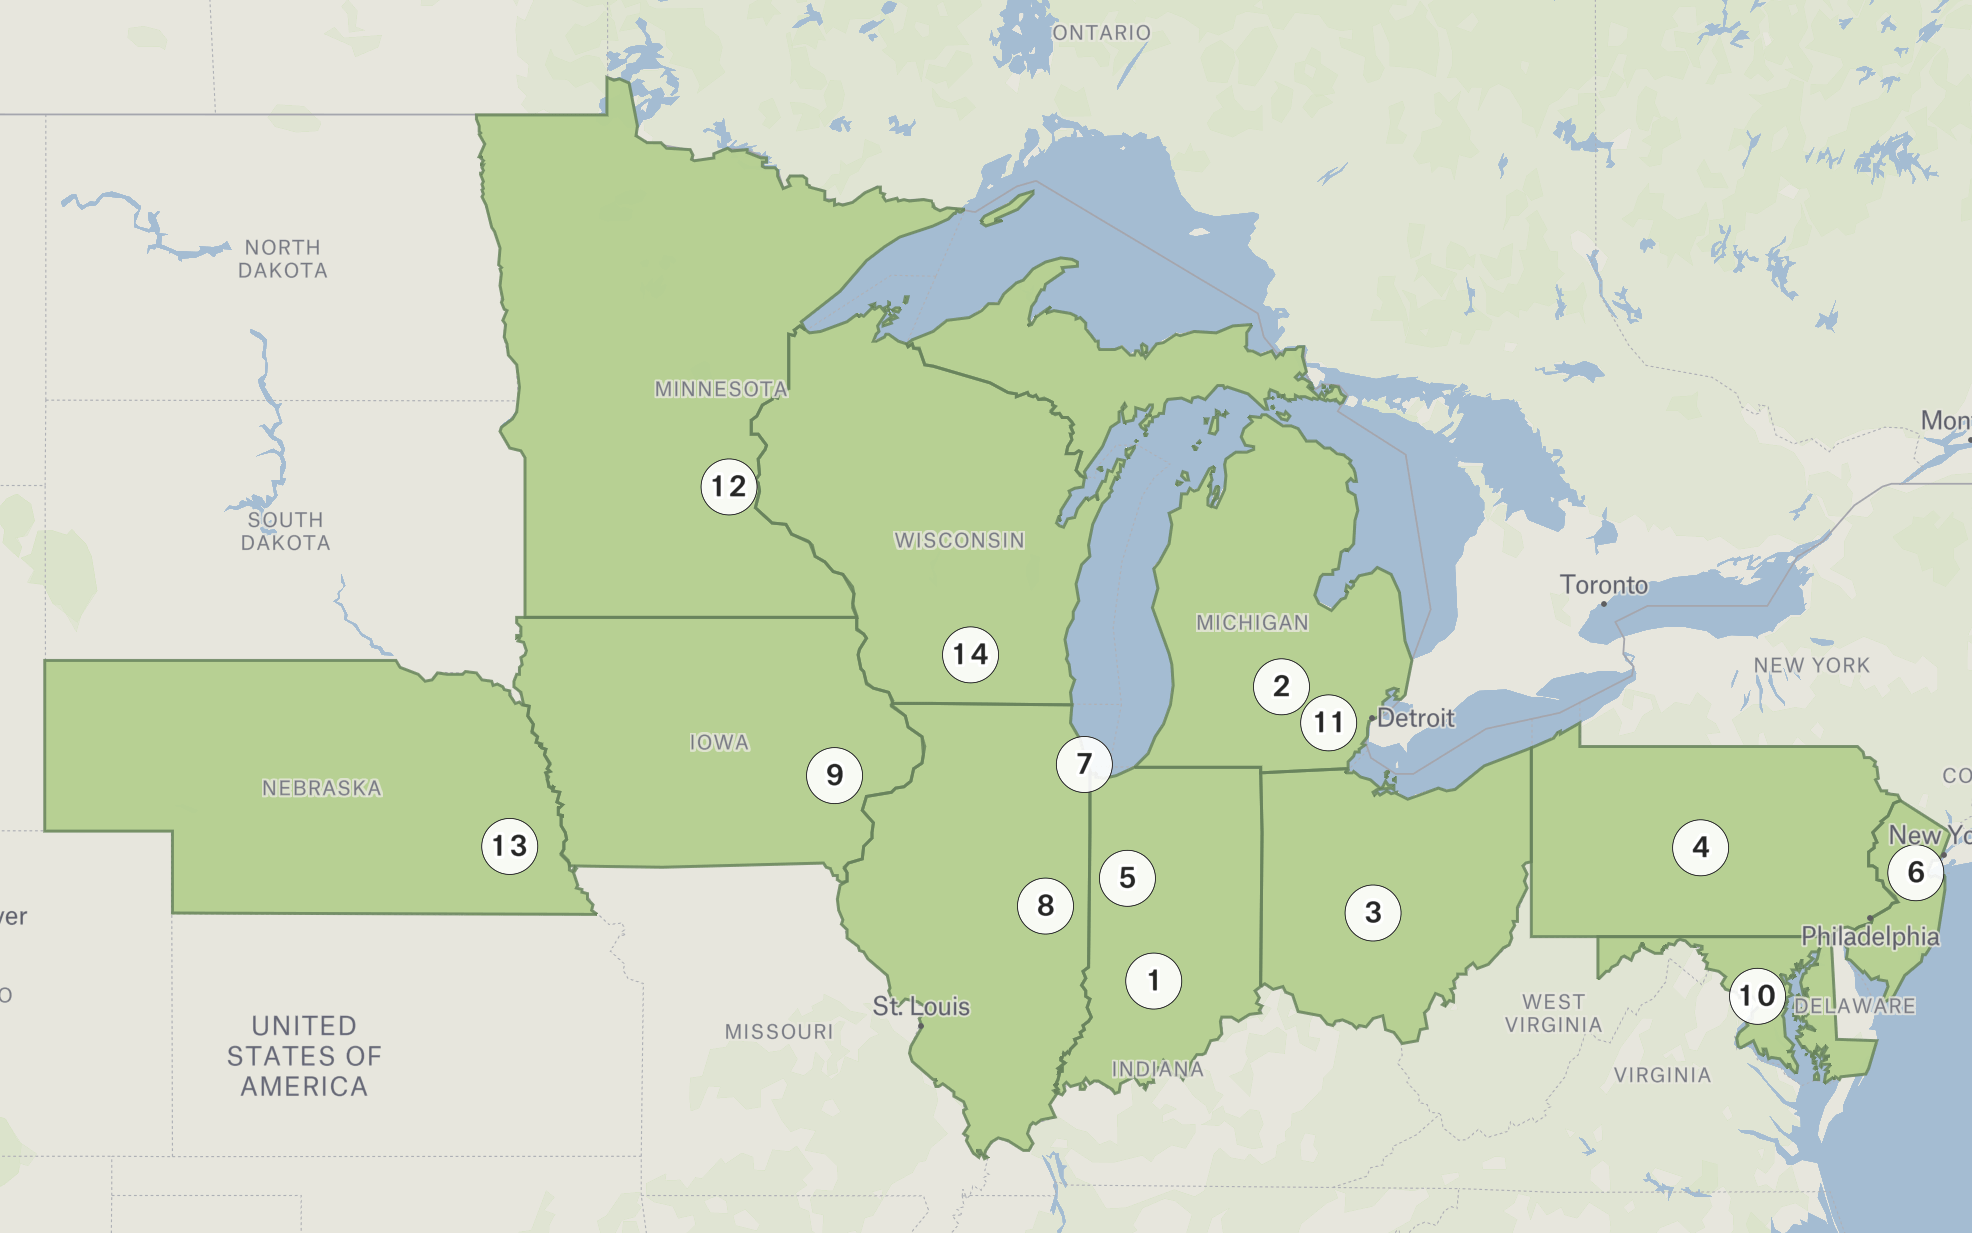 ONTARIO
NORTH
DAKOTA
MINNESOTA
Mon
12
SOUTH
DAKOTA
WISCONSIN
Toronto
MICHIGAN
14
NEW YORK
2
11
Detroit
IOWA
7
9
CO
NEBRASKA
13
New Yo
4
6
5
8
3
ver
Philadelphia
1
O
10
St. Louis
DELAWARE
WEST
VIRGINIA
UNITED
STATES OF
AMERICA
MISSOURI
INDIANA
VIRGINIA